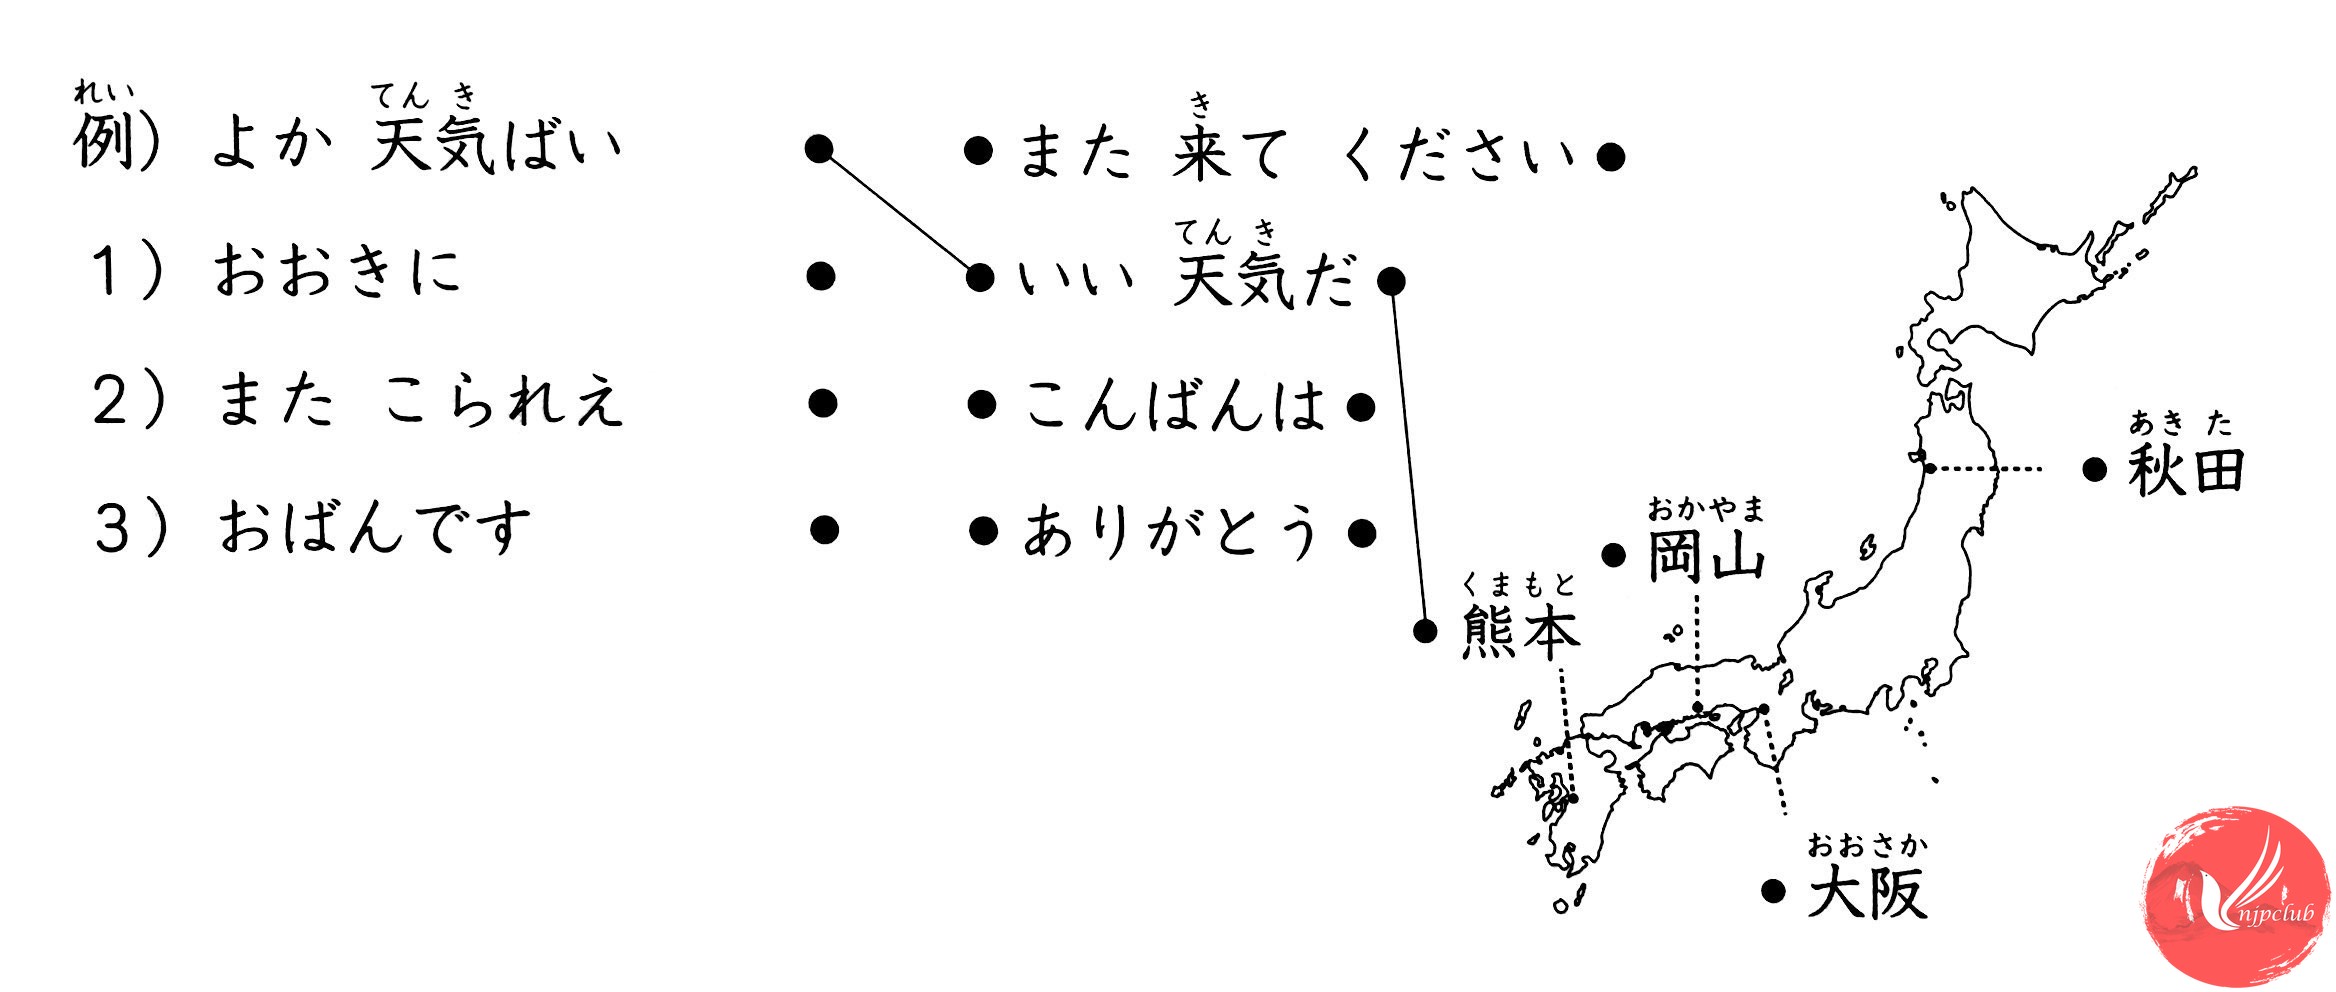 れい てんき
例) よか 天気ばい
1) おおきに
2) また こられえ
3) おばんです
き
また 来て ください
てんき
いい 天気だ
こんばんは
ありがとう
あきた
秋田
おかやま
岡山
くまもと
熊本
おおさか
大阪
njpclub